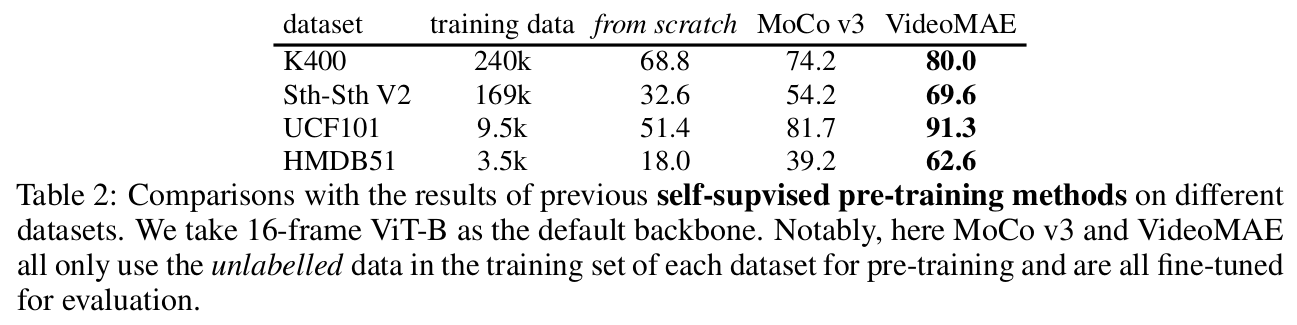 dataset training data from scratch MoCo v3 VideoMAE
K400 240k 68.8 74.2 80.0
Sth-Sth V2 169k 32.6 54.2 69.6
UCF101 9.5k 51.4 81.7 91.3
HMDB51 3.5k 18.0 39.2 62.6
Table 2: Comparisons with the results of previous self-supvised pre-training methods on different
datasets. We take 16-frame ViT-B as the default backbone. Notably, here MoCo v3 and VideoMAE
all only use the unlabelled data in the training set of each dataset for pre-training and are all fine-tuned
for evaluation.